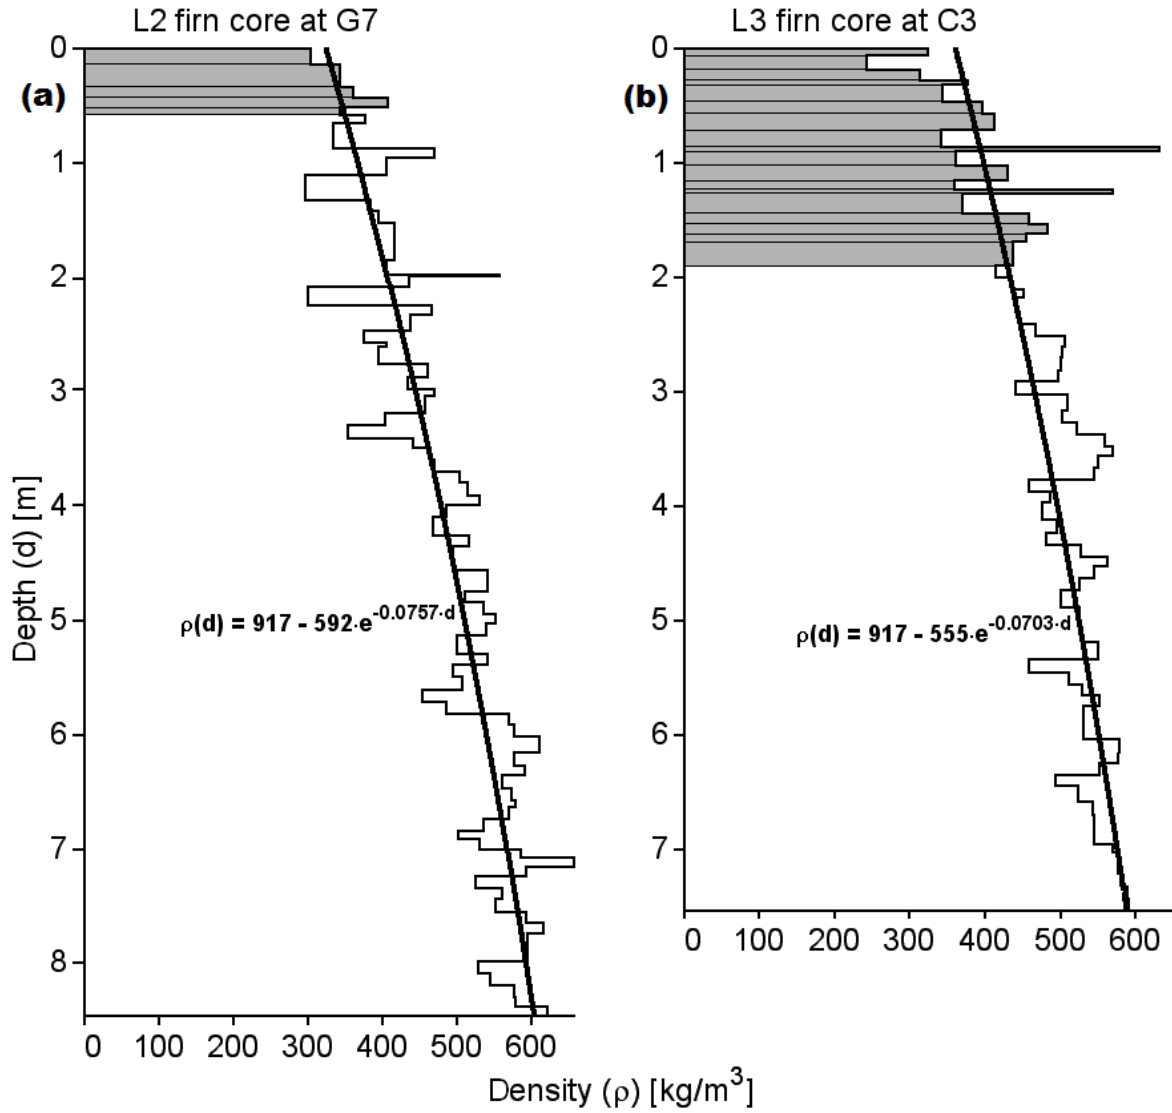 L2 firn core at G7
L3 firn core at C3
(a)
(b)
0
1
2
3
4
5
6
7
8
0
1
2
3
4
5
6
7
Depth (d) [m]
ρ(d) = 917 - 592·e^-0.0757·d
ρ(d) = 917 - 555·e^-0.0703·d
0 100 200 300 400 500 600
0 100 200 300 400 500 600
Density (ρ) [kg/m³]